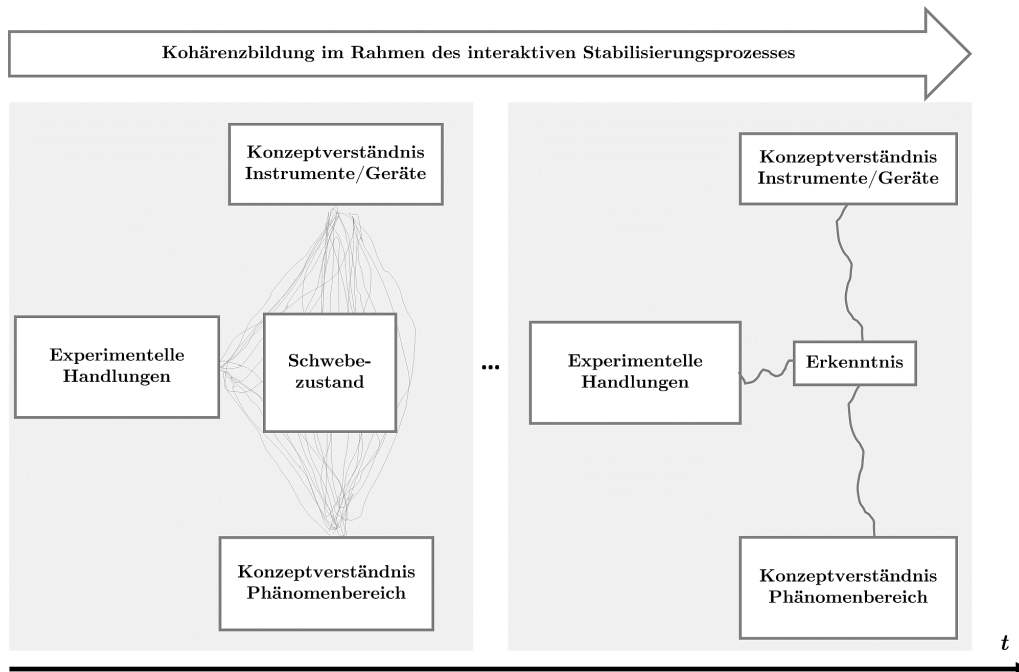 Kohärenzbildung im Rahmen des interaktiven Stabilisierungsprozesses
Konzeptverständnis
Instrumente/Geräte
Experimentelle
Handlungen
Schwebe-
zustand
Konzeptverständnis
Phänomenbereich
...
Konzeptverständnis
Instrumente/Geräte
Experimentelle
Handlungen
Erkenntnis
Konzeptverständnis
Phänomenbereich
t